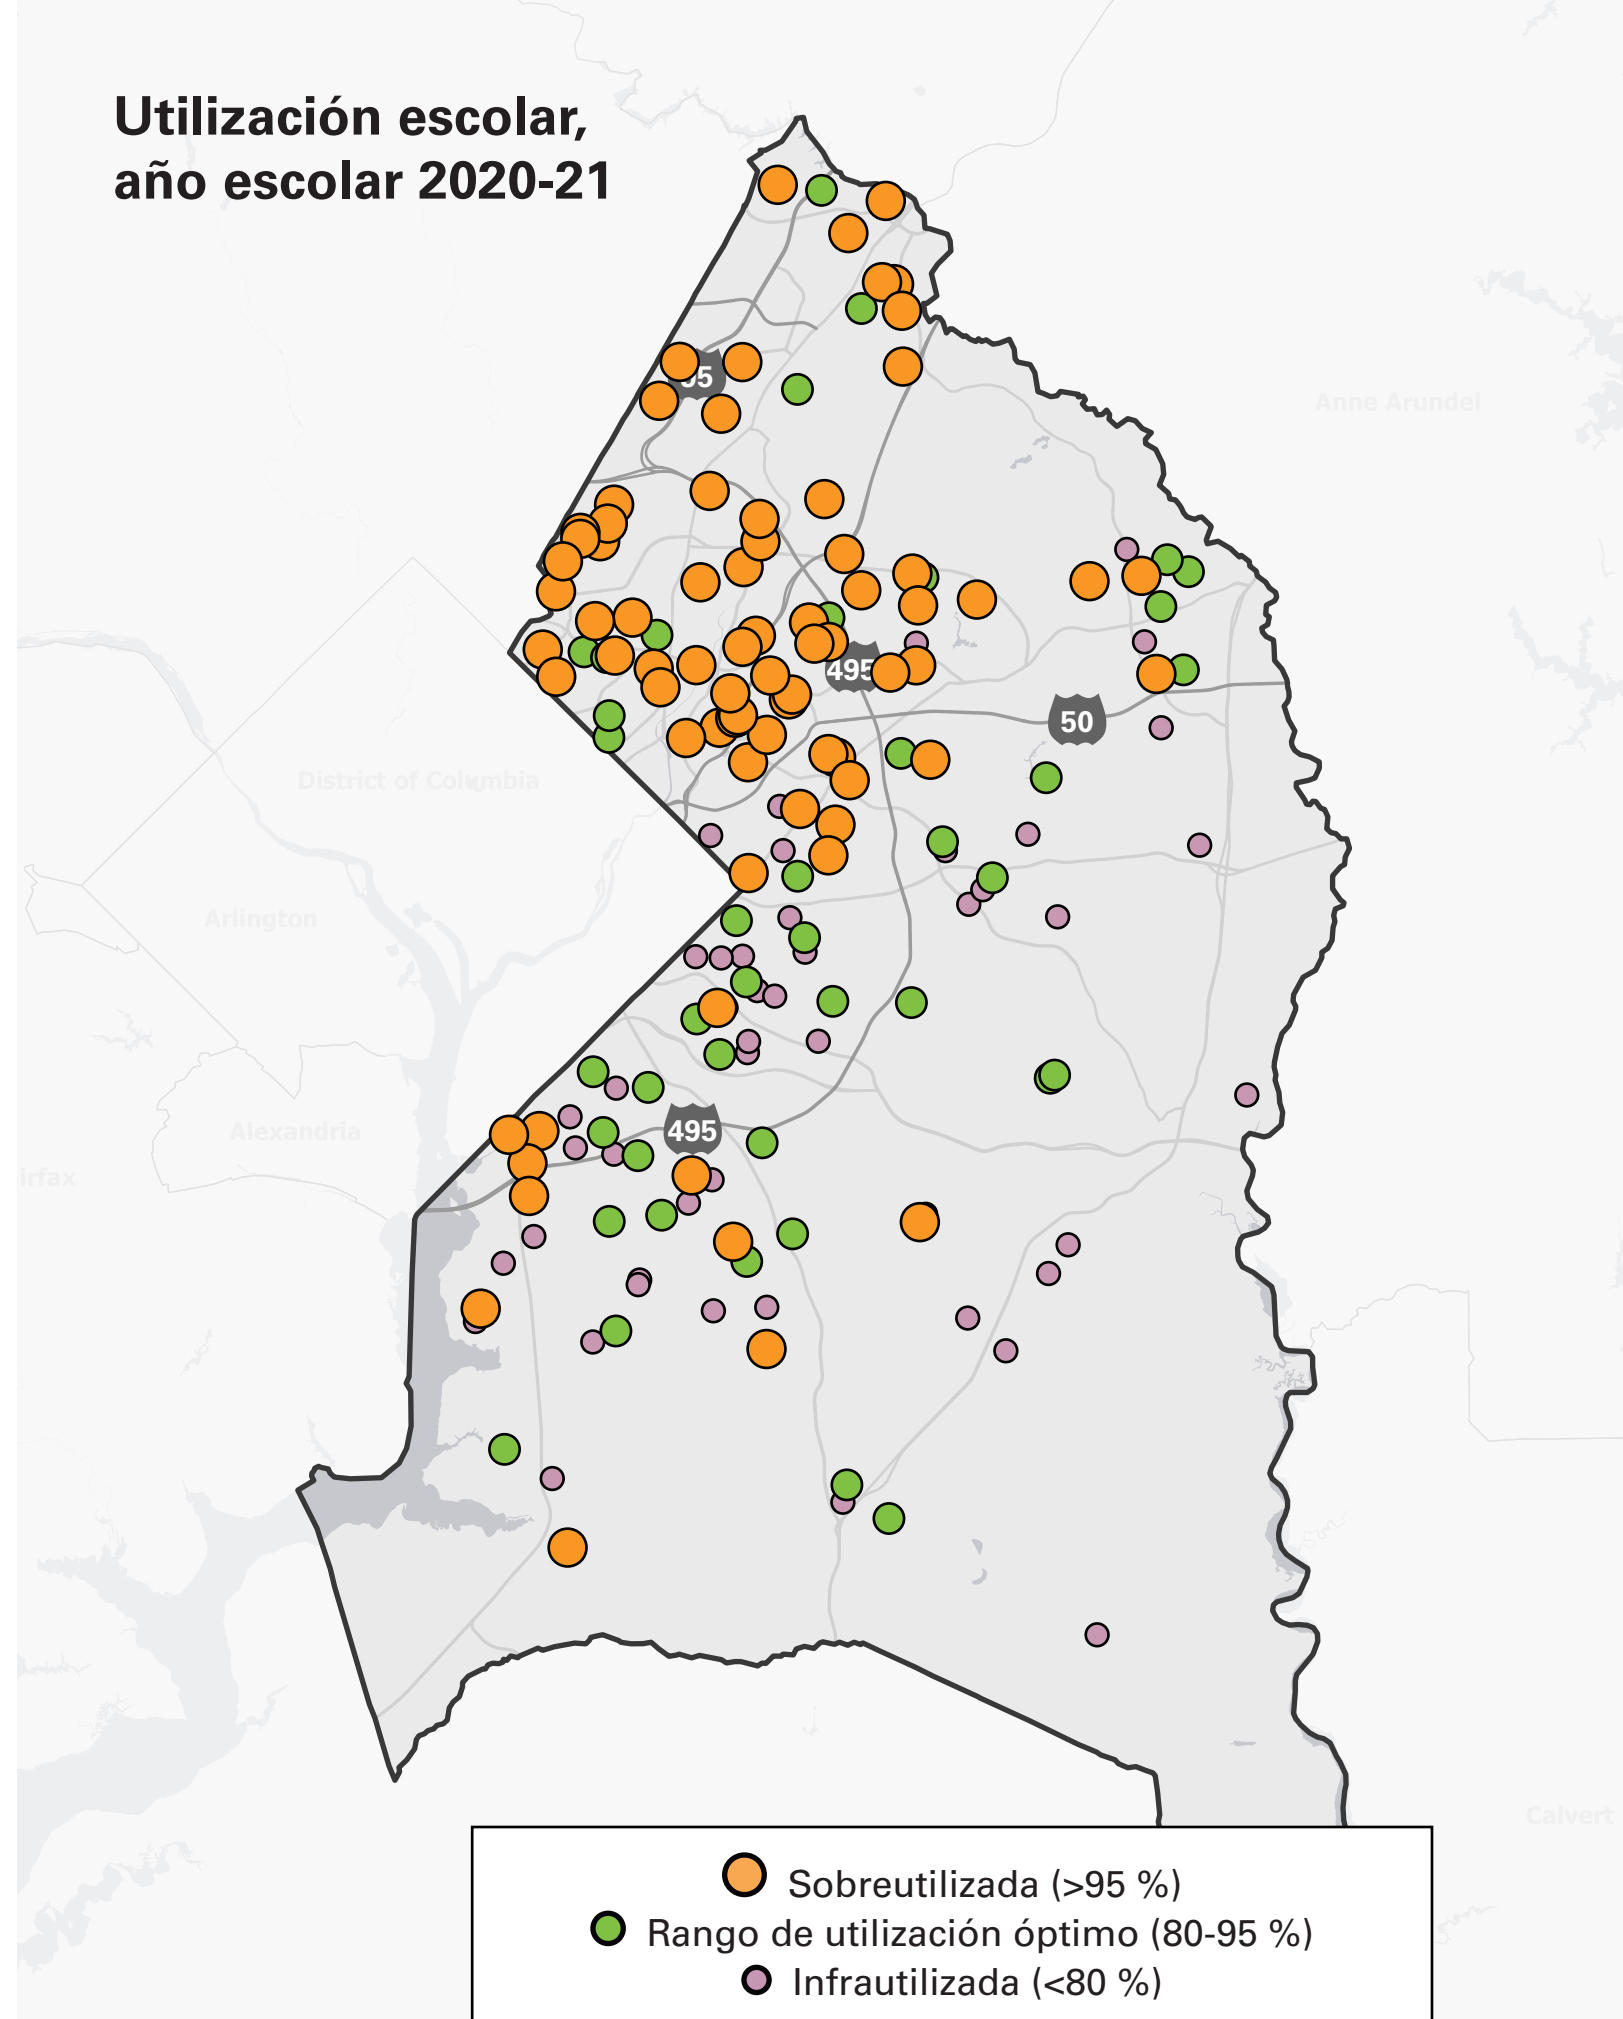 Utilización escolar,
año escolar 2020-21
Anne Arundel
495
50
District of Columbia
Arlington
Alexandria
495
Sobreutilizada (>95 %)
Rango de utilización óptimo (80-95 %)
Infrautilizada (<80 %)
Calvert